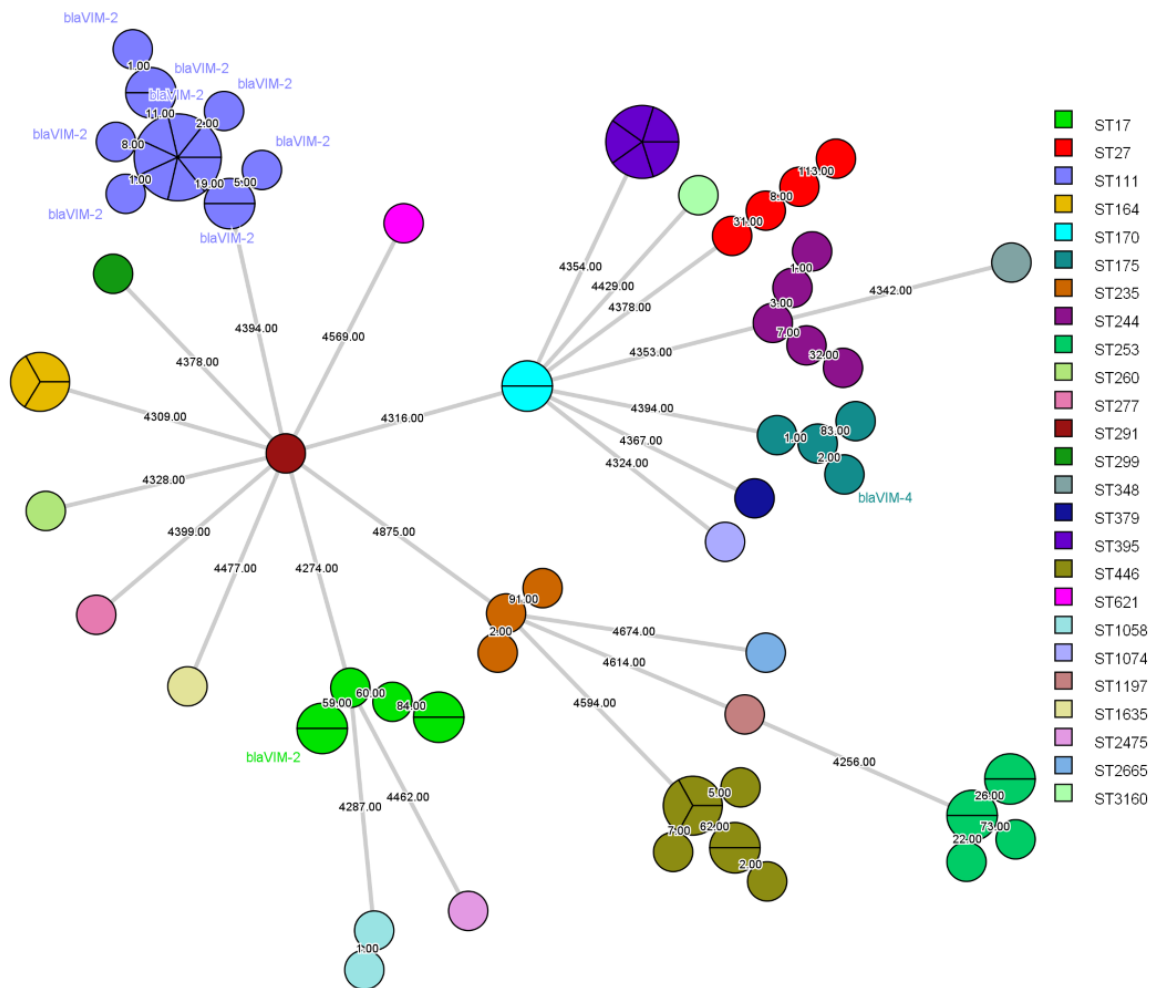 blaVIM-2
1.00
blaVIM-2
blaVIM-2
blaVIM-2
11.00
2.00
blaVIM-2
8.00
blaVIM-2
1.00
19.00
5.00
blaVIM-2
blaVIM-2
4394.00
4378.00
4569.00
4309.00
4316.00
4328.00
4399.00
4477.00
4274.00
4875.00
4354.00
4429.00
4378.00
4353.00
4342.00
4394.00
4367.00
4324.00
31.00
8.00
113.00
1.00
3.00
7.00
32.00
1.00
83.00
2.00
blaVIM-4
91.00
2.00
4674.00
4614.00
4594.00
4256.00
59.00
60.00
84.00
blaVIM-2
4287.00
4462.00
1.00
5.00
7.00
62.00
2.00
26.00
73.00
22.00
ST17
ST27
ST111
ST164
ST170
ST175
ST235
ST244
ST253
ST260
ST277
ST291
ST299
ST348
ST379
ST395
ST446
ST621
ST1058
ST1074
ST1197
ST1635
ST2475
ST2665
ST3160